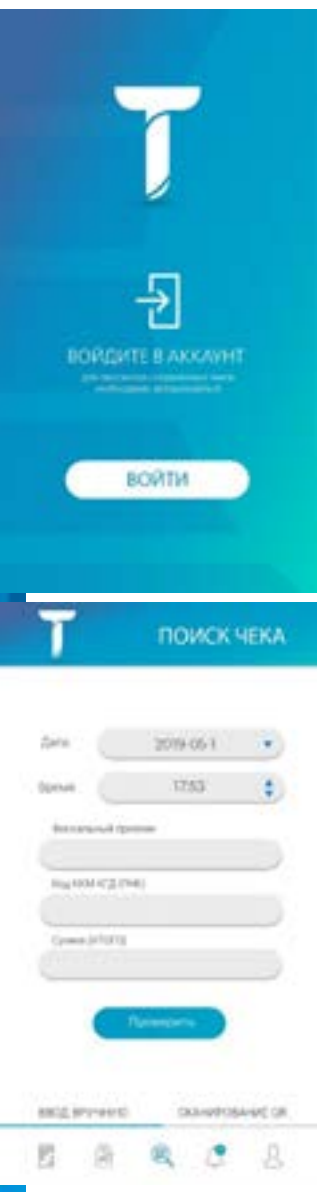 T
ВОЙДИТЕ В АККАУНТ
ВОЙТИ
T
ПОИСК ЧЕКА
Дата
2019-05-1
Время
17:53
Фискальный признак
Код ККМ КГД (РНК)
Сумма (ИТОГО)
Проверить
ВВОД ВРУЧНУЮ
СКАНИРОВАНИЕ QR